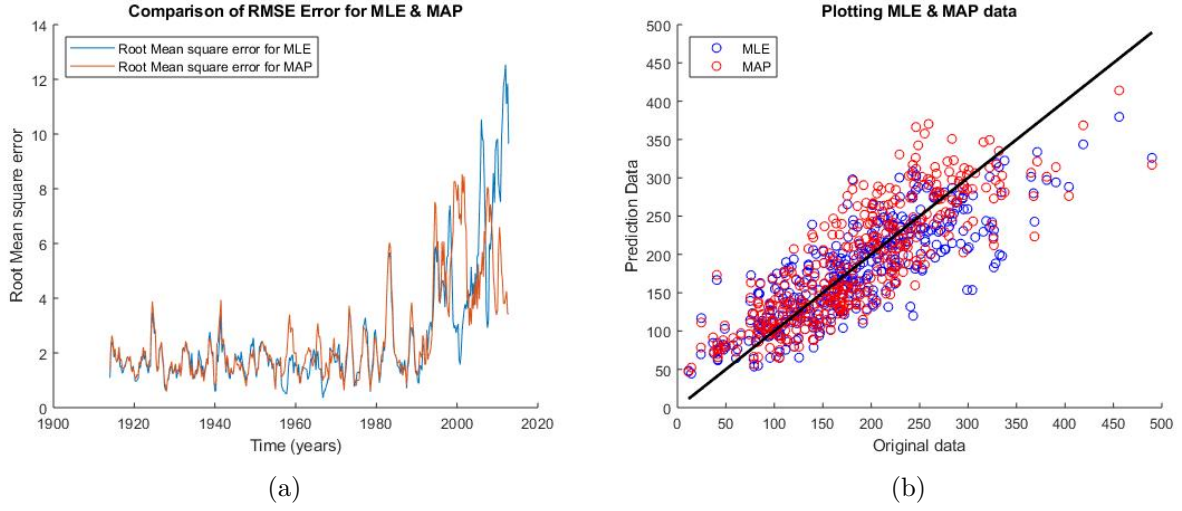 Comparison of RMSE Error for MLE & MAP
14
12
10
8
6
4
2
0
Root Mean square error
Root Mean square error for MLE
Root Mean square error for MAP
1900 1920 1940 1960 1980 2000 2020
Time (years)
(a)
Plotting MLE & MAP data
500
450
400
350
300
250
200
150
100
50
0
Prediction Data
MLE
MAP
0 50 100 150 200 250 300 350 400 450 500
Original data
(b)